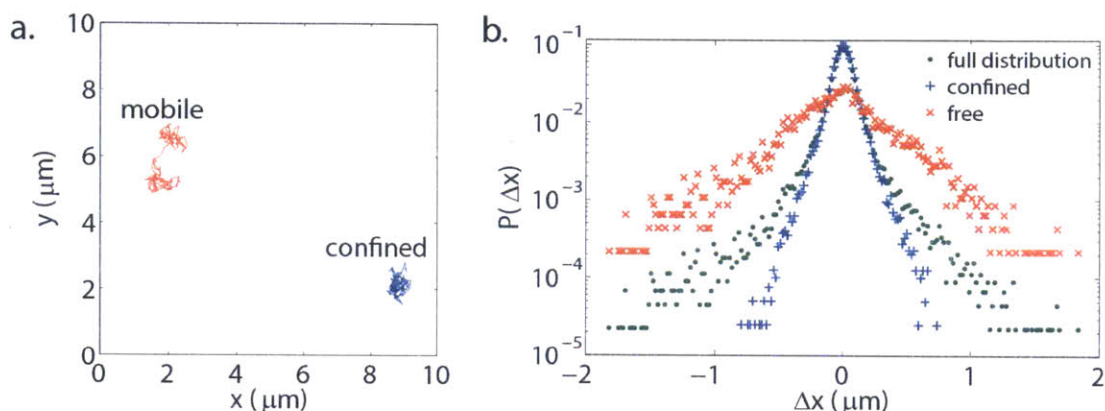 a.
10
8
6
4
2
0
y (μm)
mobile
confined
0 2 4 6 8 10
x (μm)
b.
10⁻¹
10⁻²
10⁻³
10⁻⁴
10⁻⁵
P(Δx)
full distribution
confined
free
−2 −1 0 1 2
Δx (μm)